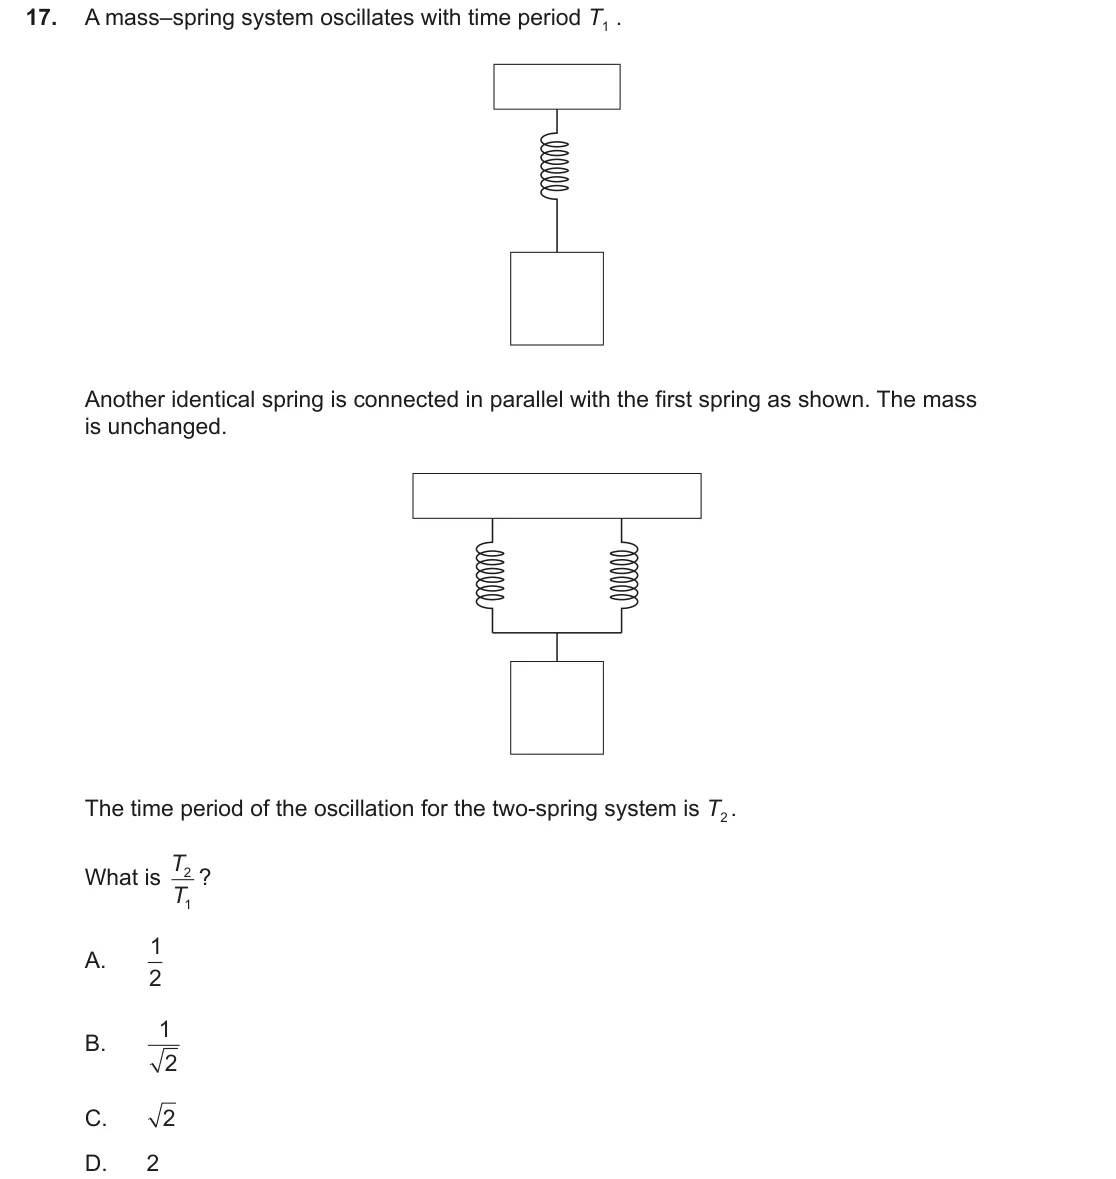 17. A mass–spring system oscillates with time period T₁ .
Another identical spring is connected in parallel with the first spring as shown. The mass
is unchanged.
The time period of the oscillation for the two-spring system is T₂.
What is T₂/T₁ ?
A. 1/2
B. 1/√2
C. √2
D. 2